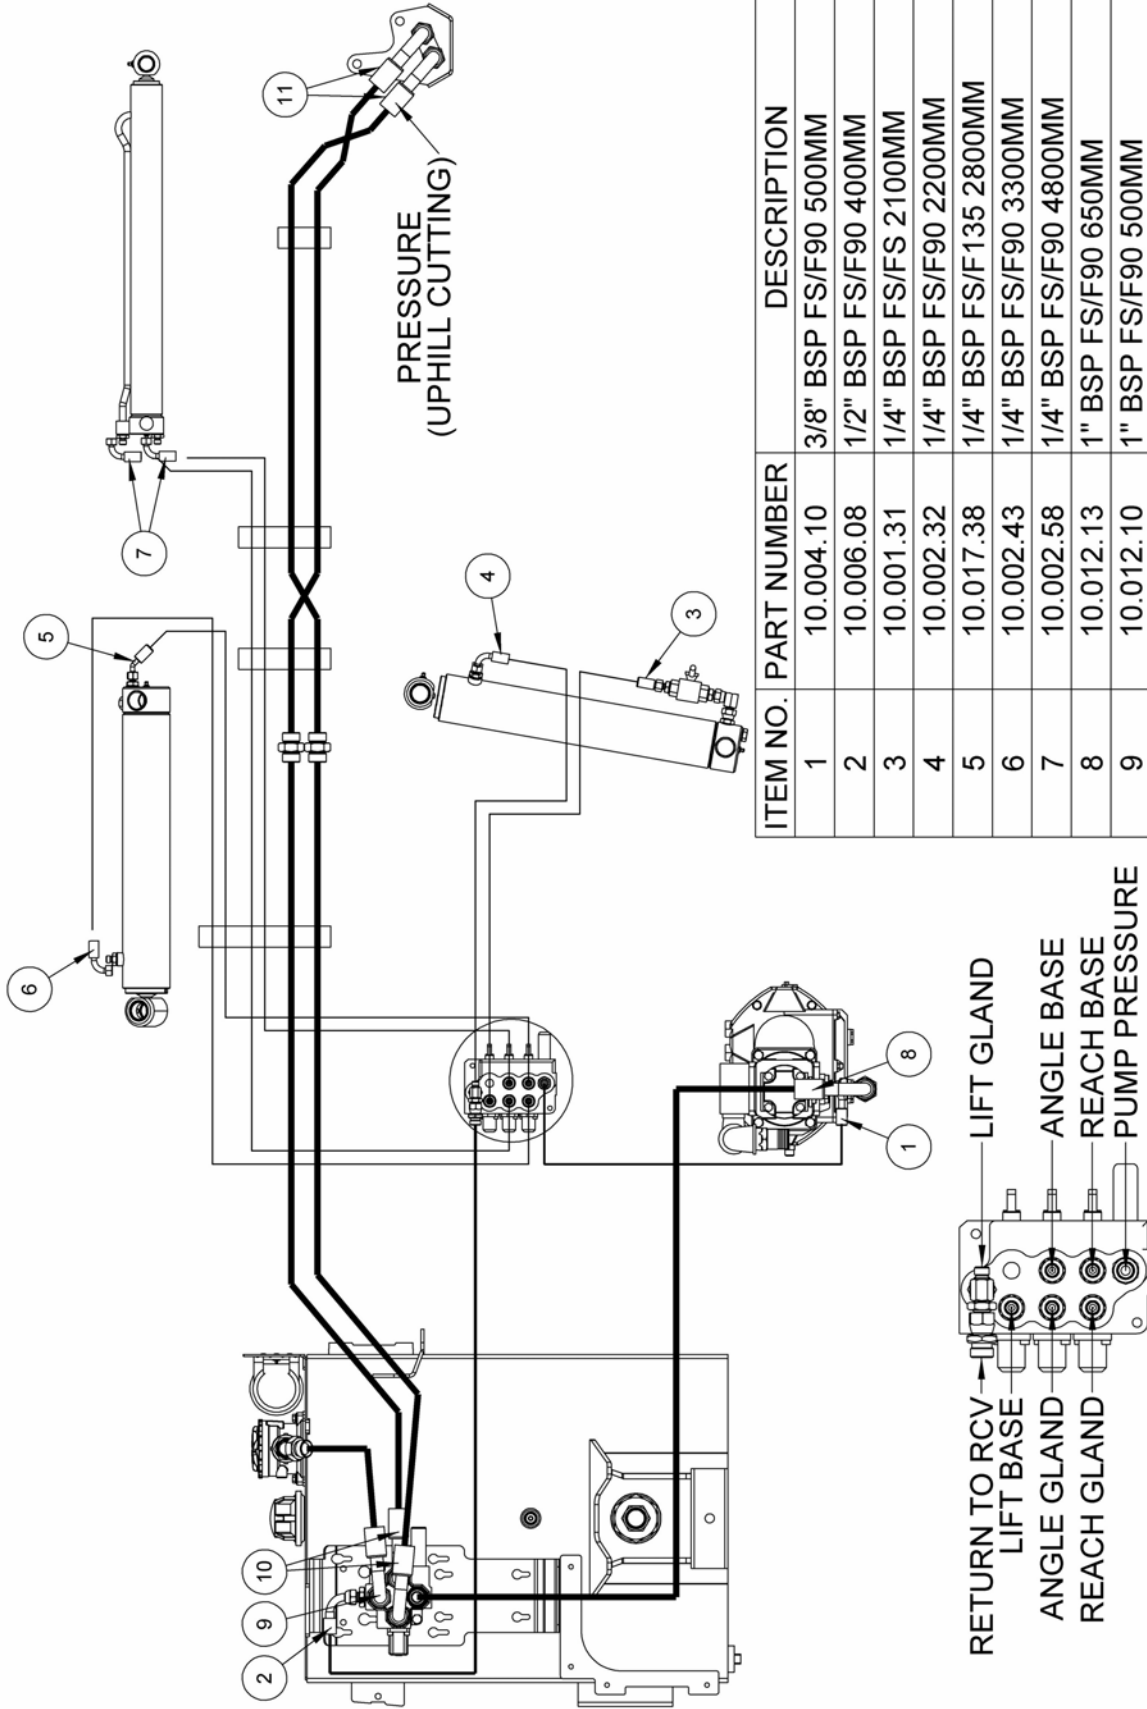 6
5
7
11
PRESSURE
(UPHILL CUTTING)
4
3
2
9
10
1
8
RETURN TO RCV
LIFT BASE
ANGLE GLAND
REACH GLAND
LIFT GLAND
ANGLE BASE
REACH BASE
PUMP PRESSURE
ITEM NO. PART NUMBER DESCRIPTION
1 10.004.10 3/8" BSP FS/F90 500MM
2 10.006.08 1/2" BSP FS/F90 400MM
3 10.001.31 1/4" BSP FS/FS 2100MM
4 10.002.32 1/4" BSP FS/F90 2200MM
5 10.017.38 1/4" BSP FS/F135 2800MM
6 10.002.43 1/4" BSP FS/F90 3300MM
7 10.002.58 1/4" BSP FS/F90 4800MM
8 10.012.13 1" BSP FS/F90 650MM
9 10.012.10 1" BSP FS/F90 500MM